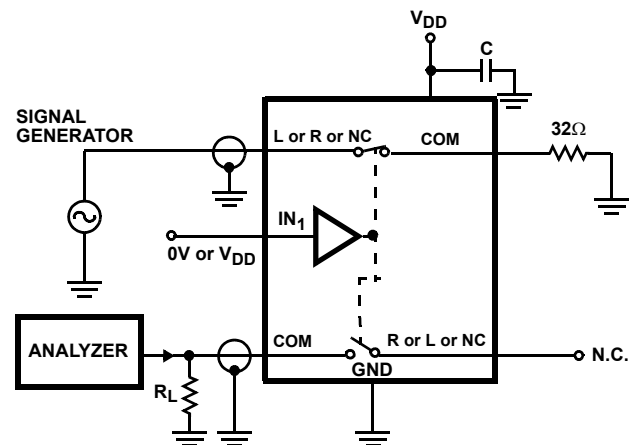 V_DD
C
SIGNAL
GENERATOR
L or R or NC
COM
32Ω
IN_1
0V or V_DD
ANALYZER
COM
R or L or NC
N.C.
GND
R_L